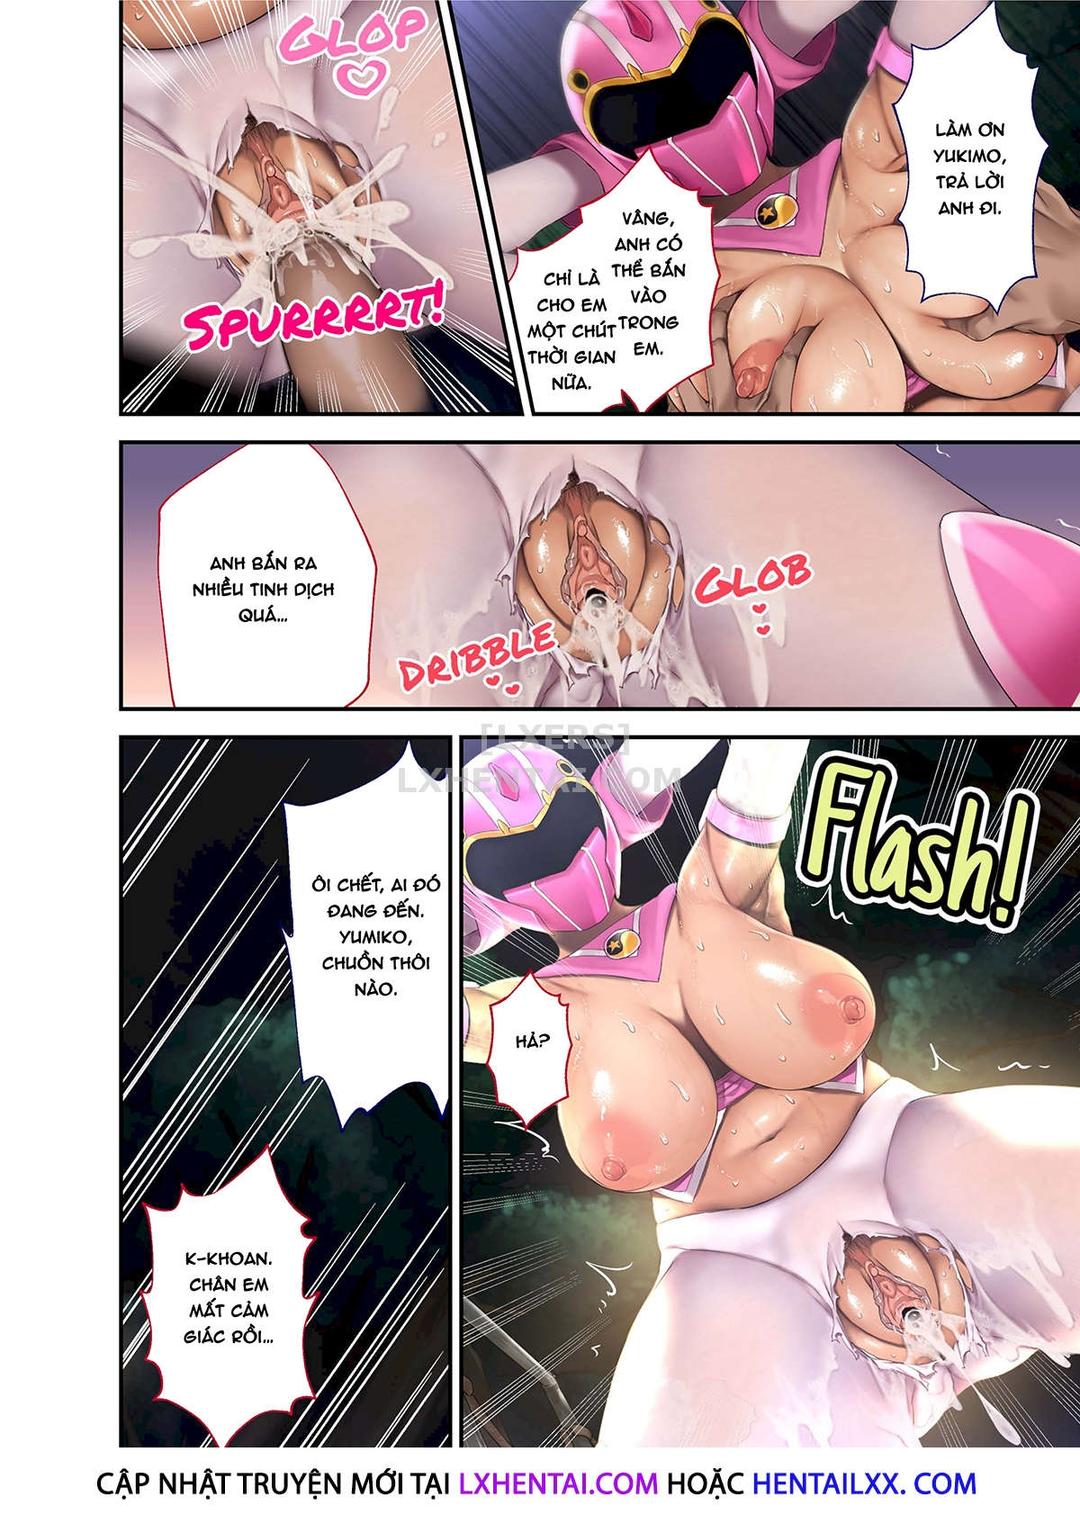 LÀM ƠN
YUKIMO,
TRẢ LỜI
ANH ĐI.
VÂNG,
ANH CÓ
THỂ BẮN
VÀO
TRONG
EM.
CHỈ LÀ
CHO EM
MỘT CHÚT
THỜI GIAN
NỮA.
GLOP
SPURRRRT!
ANH BẮN RA
NHIỀU TINH DỊCH
QUÁ...
GLOB
DRIBBLE
[LXERS]
LXHENTAI.COM
Flash!
HẢ?
ÔI CHẾT, AI ĐÓ
ĐANG ĐẾN.
YUMIKO,
CHUỒN THÔI
NÀO.
K-KHOAN.
CHÂN EM
MẤT CẢM
GIÁC RỒI...
CẬP NHẬT TRUYỆN MỚI TẠI LXHENTAI.COM HOẶC HENTAILXX. COM